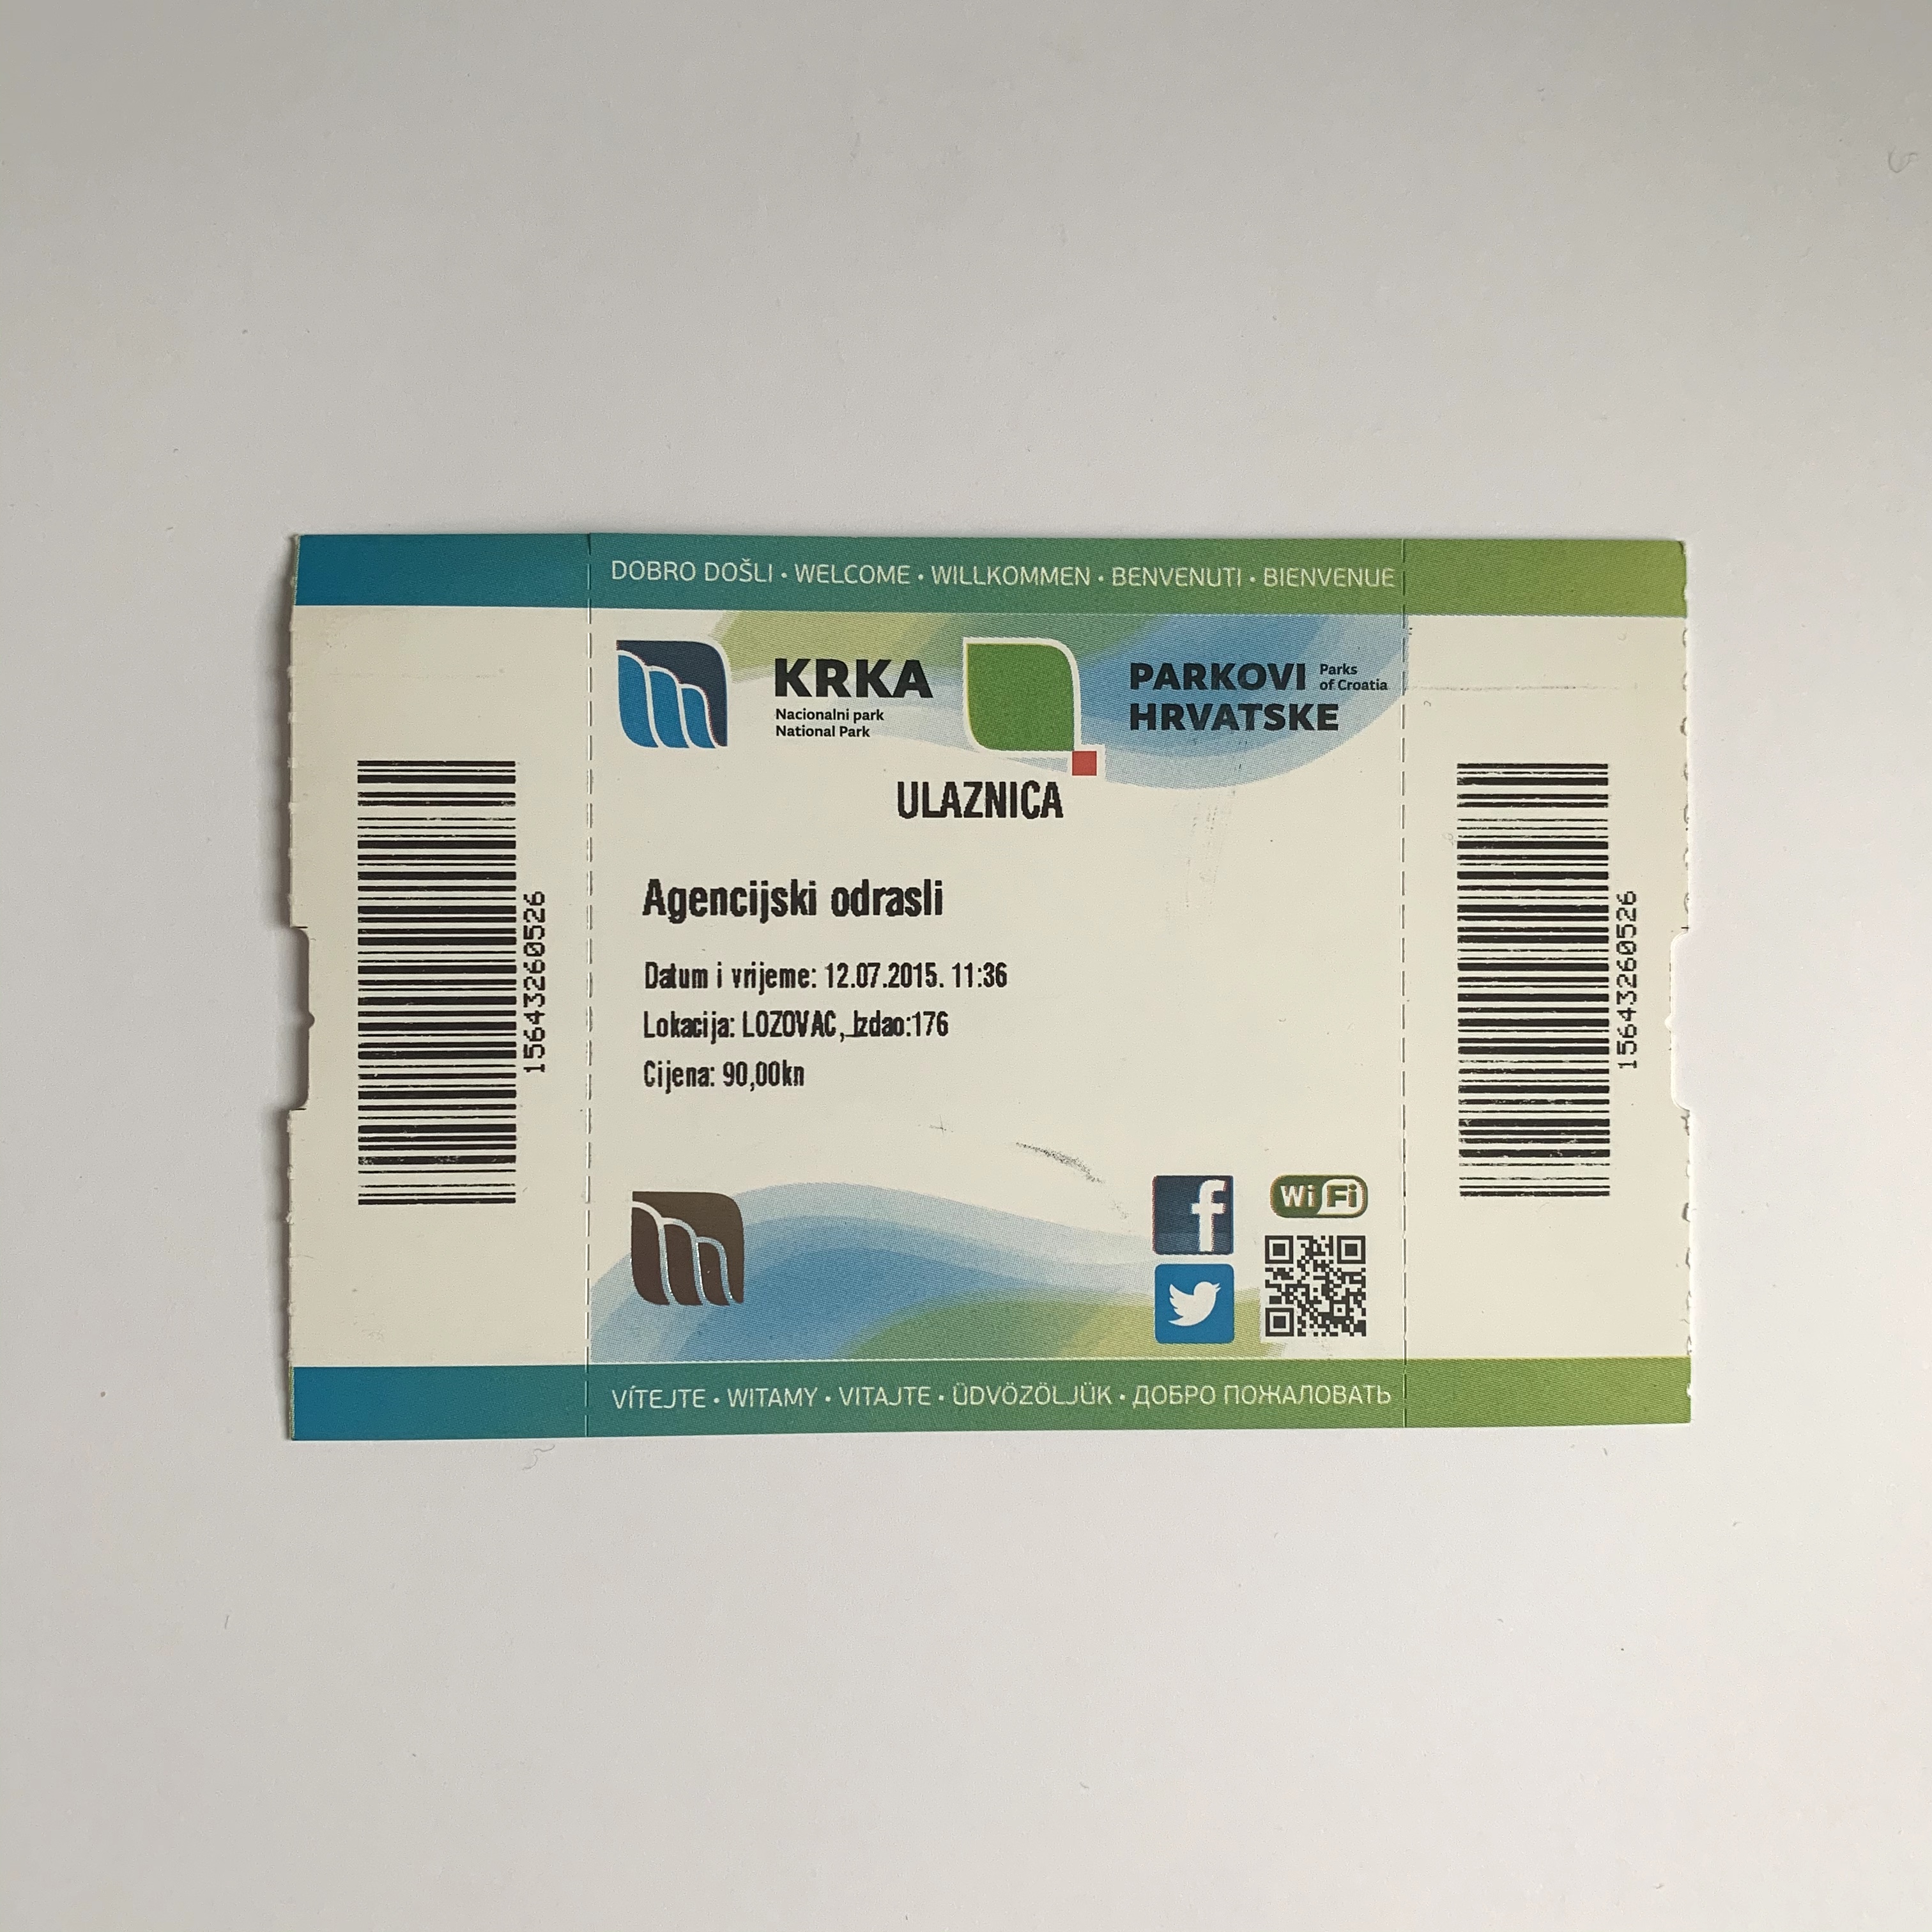 DOBRO DOŠLI • WELCOME • WILLKOMMEN • BENVENUTI • BIENVENUE
KRKA
Nacionalni park
National Park
PARKOVI
HRVATSKE
Parks
of Croatia
ULAZNICA
Agencijski odrasli
Datum i vrijeme: 12.07.2015. 11:36
Lokacija: LOZOVAC, Izdao:176
Cijena: 90,00kn
156443260526
156443260526
f
Wi Fi
VÍTEJTE • WITAMY • VITAJTE • ÜDVÖZÖLJÜK • ДОБРО ПОЖАЛОВАТЬ